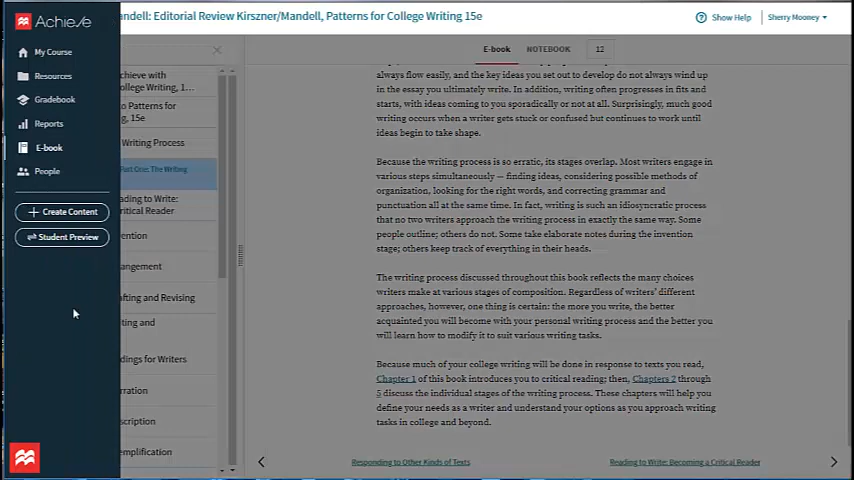 Achieve
My Course
Resources
Gradebook
Reports
E-book
People
Create Content
Student Preview
andell: Editorial Review Kirszner/Mandell, Patterns for College Writing 15e
Show Help
Sherry Mooney
chieve with
ollege Writing, 1...
to Patterns for
ting, 15e
Writing Process
Part One: The Writing
eading to Write:
ritical Reader
ention
angement
afting and Revising
iting and
adings for Writers
rration
scription
emplification
E-book
NOTEBOOK
12
always flow easily, and the key ideas you set out to develop do not always wind up
in the essay you ultimately write. In addition, writing often progresses in fits and
starts, with ideas coming to you sporadically or not at all. Surprisingly, much good
writing occurs when a writer gets stuck or confused but continues to work until
ideas begin to take shape.
Because the writing process is so erratic, its stages overlap. Most writers engage in
various steps simultaneously — finding ideas, considering possible methods of
organization, looking for the right words, and correcting grammar and
punctuation all at the same time. In fact, writing is such an idiosyncratic process
that no two writers approach the writing process in exactly the same way. Some
people outline; others do not. Some take elaborate notes during the invention
stage; others keep track of everything in their heads.
The writing process discussed throughout this book reflects the many choices
writers make at various stages of composition. Regardless of writers' different
approaches, however, one thing is certain: the more you write, the better
acquainted you will become with your personal writing process and the better you
will learn how to modify it to suit various writing tasks.
Because much of your college writing will be done in response to texts you read,
Chapter 1 of this book introduces you to critical reading; then, Chapters 2 through
5 discuss the individual stages of the writing process. These chapters will help you
define your needs as a writer and understand your options as you approach writing
tasks in college and beyond.
Responding to Other Kinds of Texts
Reading to Write: Becoming a Critical Reader